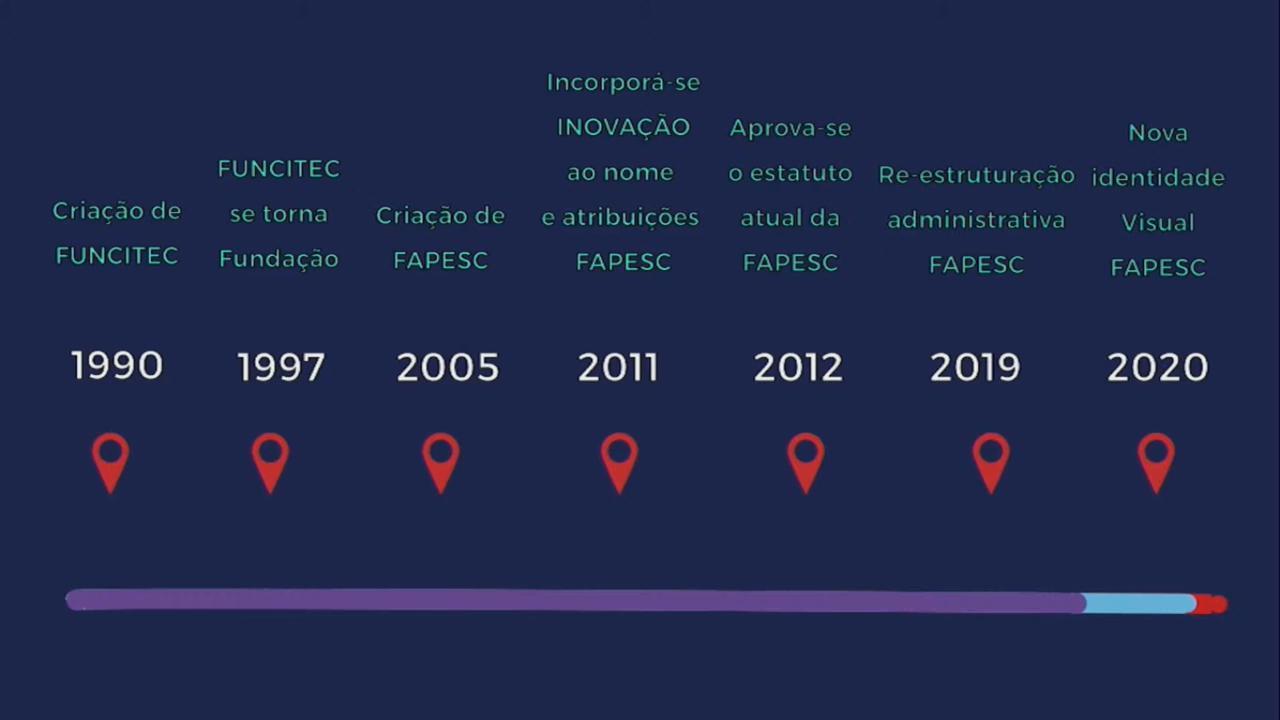 Criação de
FUNCITEC
1990
FUNCITEC
se torna
Fundação
1997
Criação de
FAPESC
2005
Incorporá-se
INOVAÇÃO
ao nome
e atribuições
FAPESC
2011
Aprova-se
o estatuto
atual da
FAPESC
2012
Re-estruturação
administrativa
FAPESC
2019
Nova
identidade
Visual
FAPESC
2020